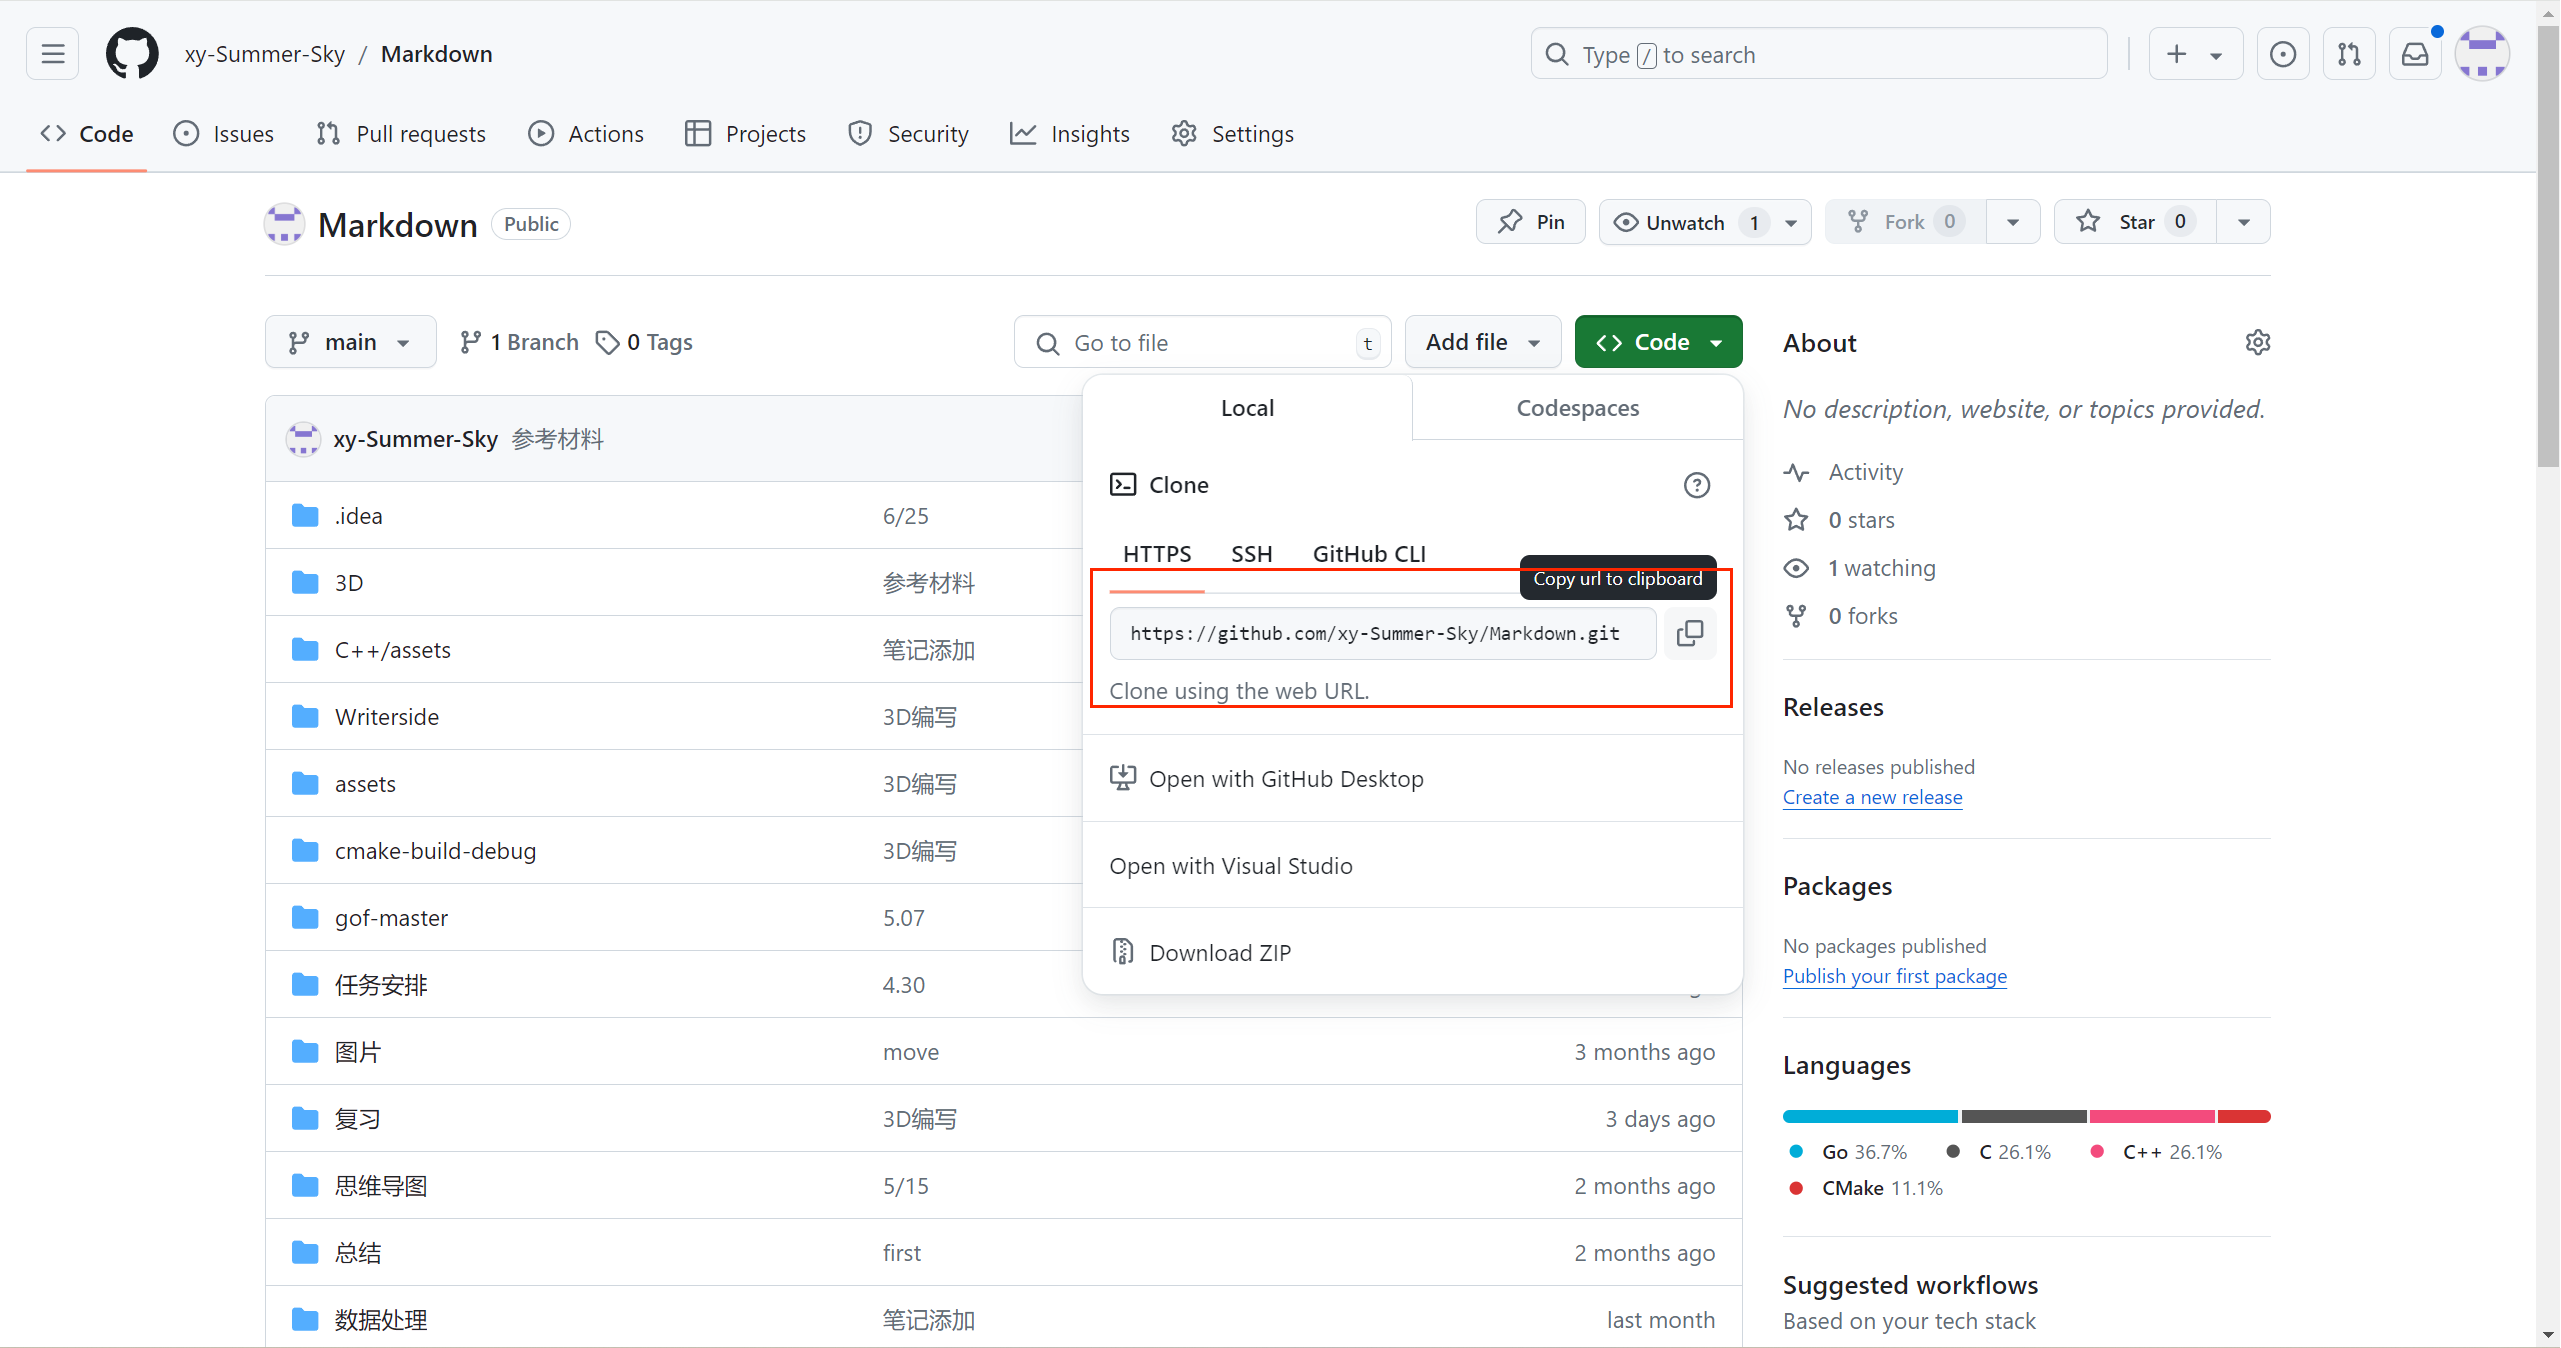 xy-Summer-Sky / Markdown
Type / to search
Code Issues Pull requests Actions Projects Security Insights Settings
Markdown Public
Pin Unwatch 1 Fork 0 Star 0
main 1 Branch 0 Tags
Go to file t Add file Code
xy-Summer-Sky 参考材料
.idea 6/25
3D 参考材料
C++/assets 笔记添加
Writerside 3D编写
assets 3D编写
cmake-build-debug 3D编写
gof-master 5.07
任务安排 4.30
图片 move 3 months ago
复习 3D编写 3 days ago
思维导图 5/15 2 months ago
总结 first 2 months ago
数据处理 笔记添加 last month
Local Codespaces
Clone
HTTPS SSH GitHub CLI
Copy url to clipboard
https://github.com/xy-Summer-Sky/Markdown.git
Clone using the web URL.
Open with GitHub Desktop
Open with Visual Studio
Download ZIP
About
No description, website, or topics provided.
Activity
0 stars
1 watching
0 forks
Releases
No releases published
Create a new release
Packages
No packages published
Publish your first package
Languages
Go 36.7% C 26.1% C++ 26.1%
CMake 11.1%
Suggested workflows
Based on your tech stack